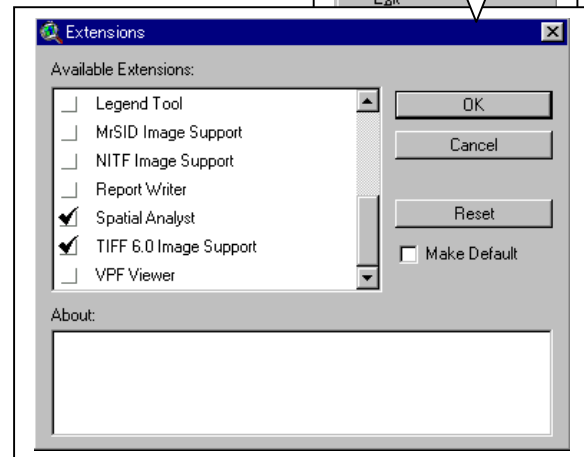 Extensions
Available Extensions:
Legend Tool
MrSID Image Support
NITF Image Support
Report Writer
Spatial Analyst
TIFF 6.0 Image Support
VPF Viewer
OK
Cancel
Reset
Make Default
About: